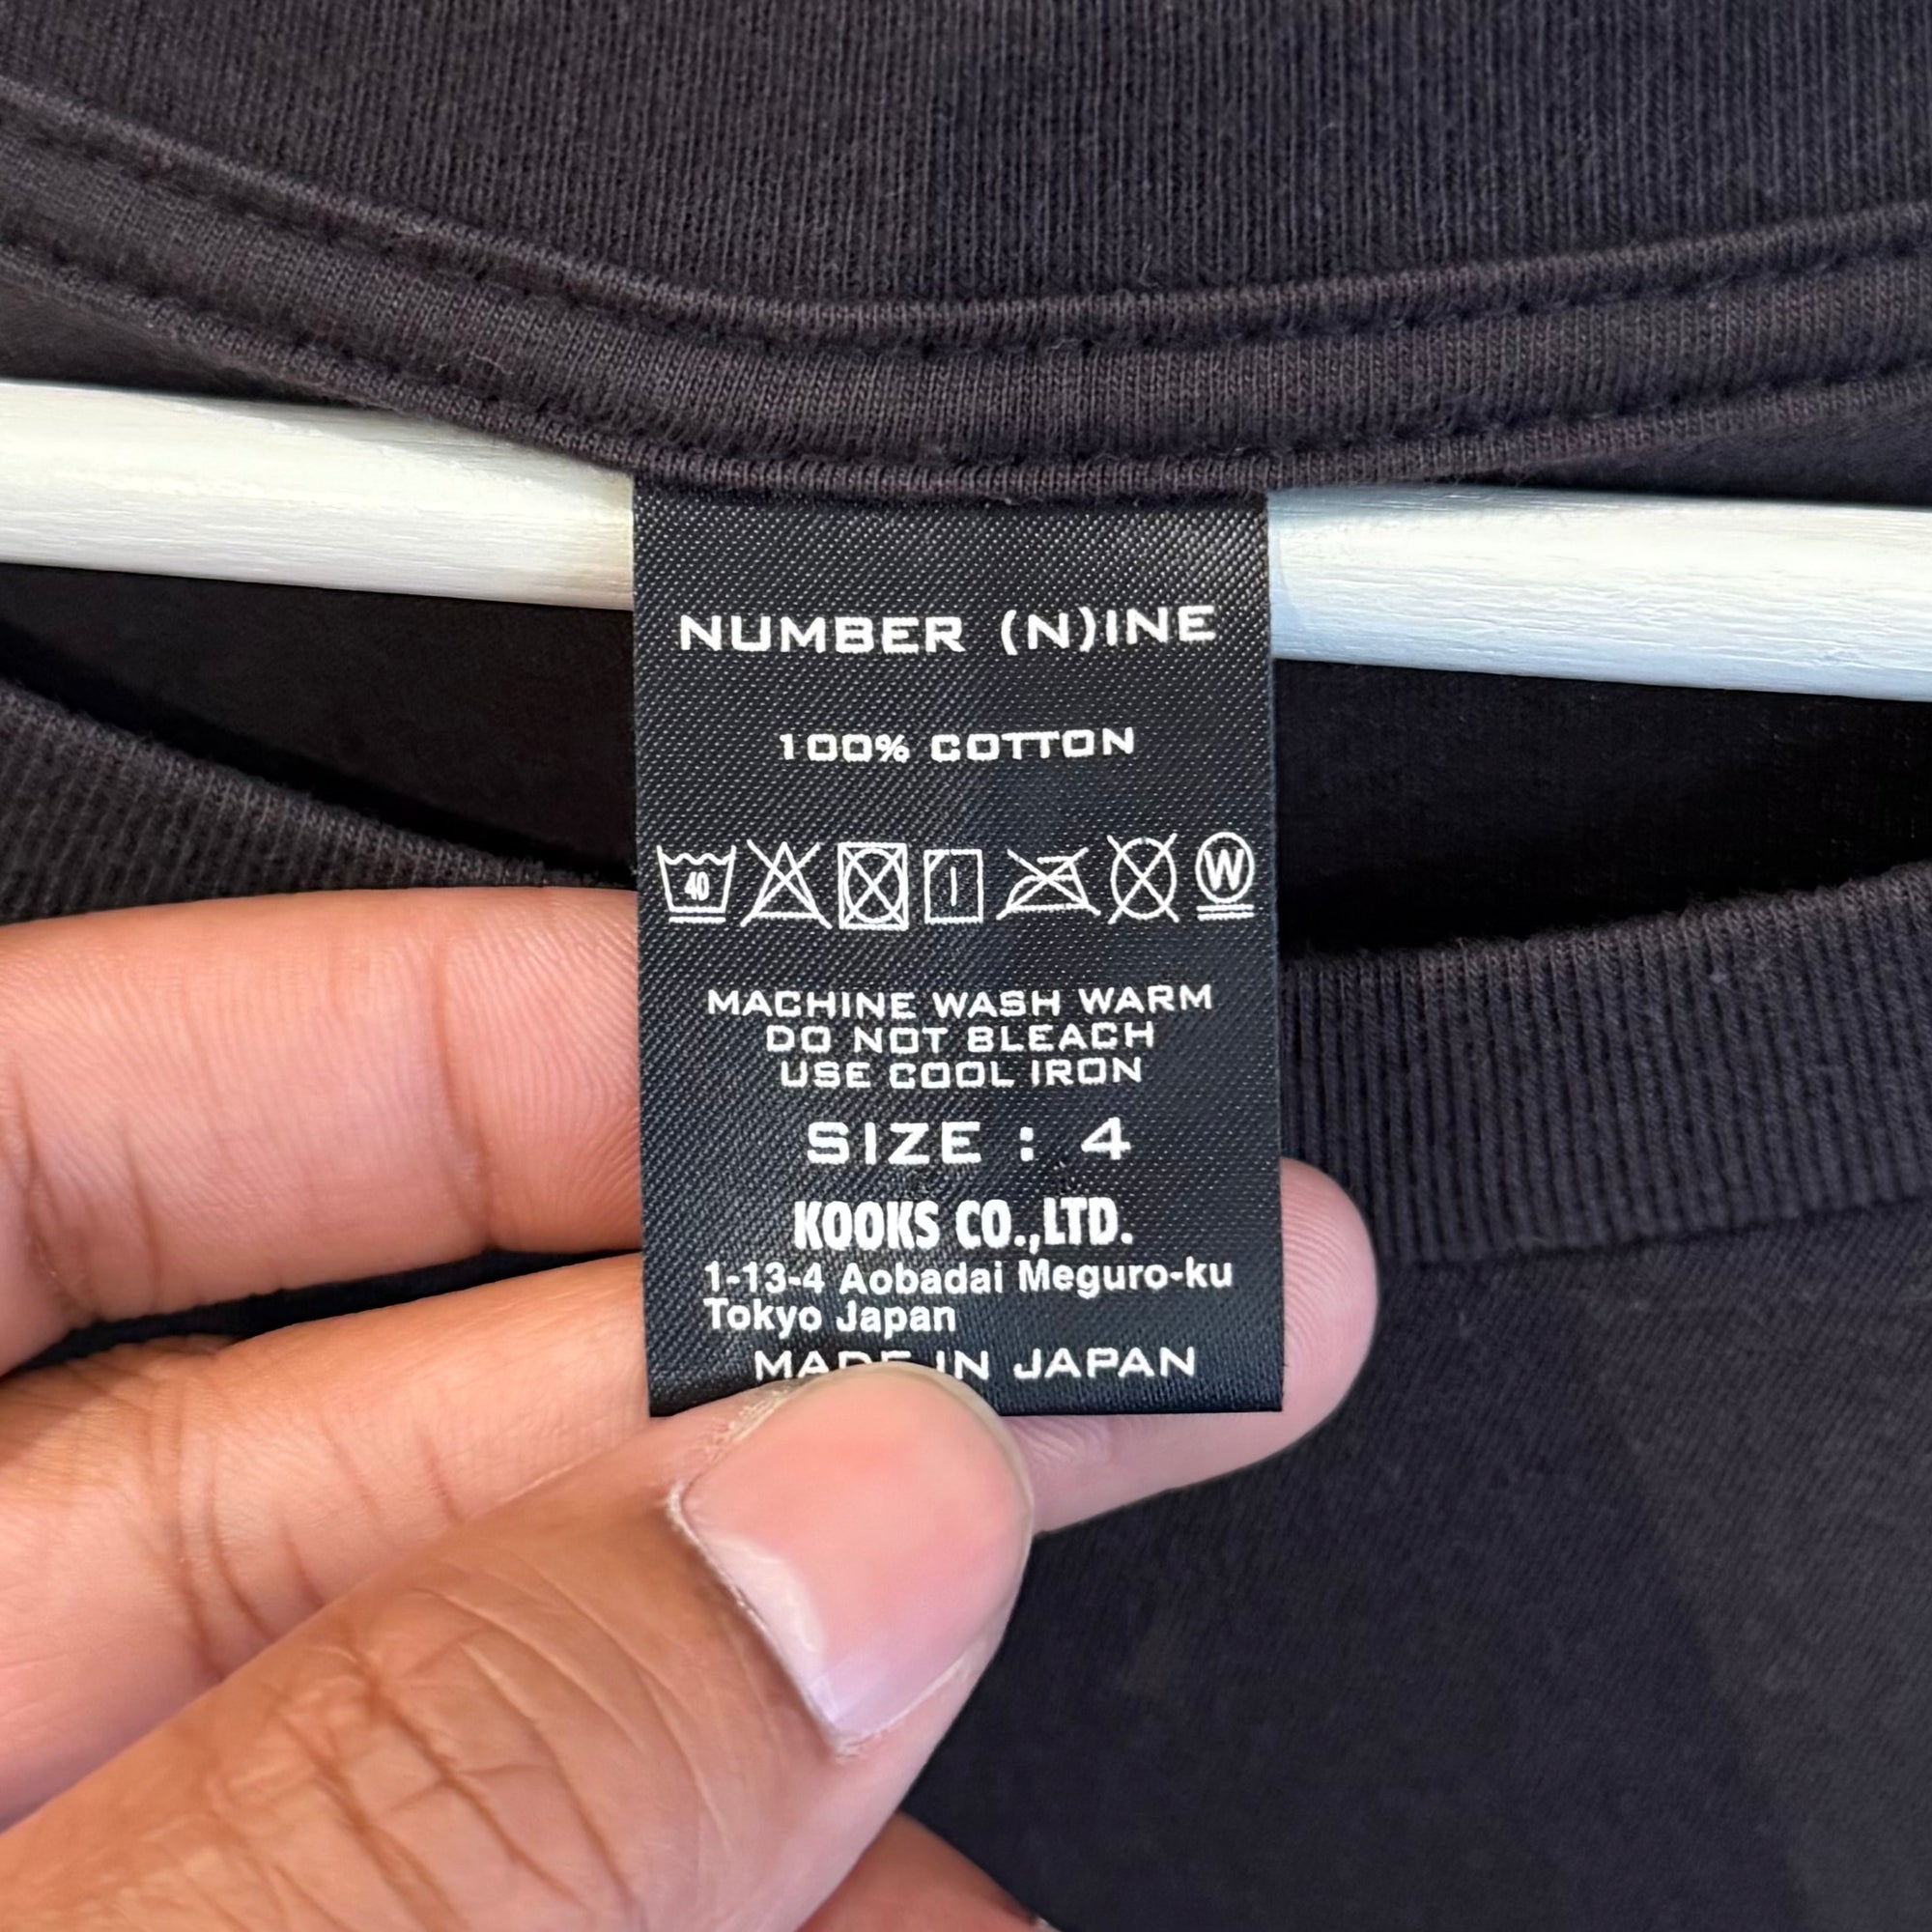 NUMBER (N)INE
100% COTTON
40 W
MACHINE WASH WARM
DO NOT BLEACH
USE COOL IRON
SIZE : 4
KOOKS CO.,LTD.
1-13-4 Aobadai Meguro-ku
Tokyo Japan
MADE IN JAPAN